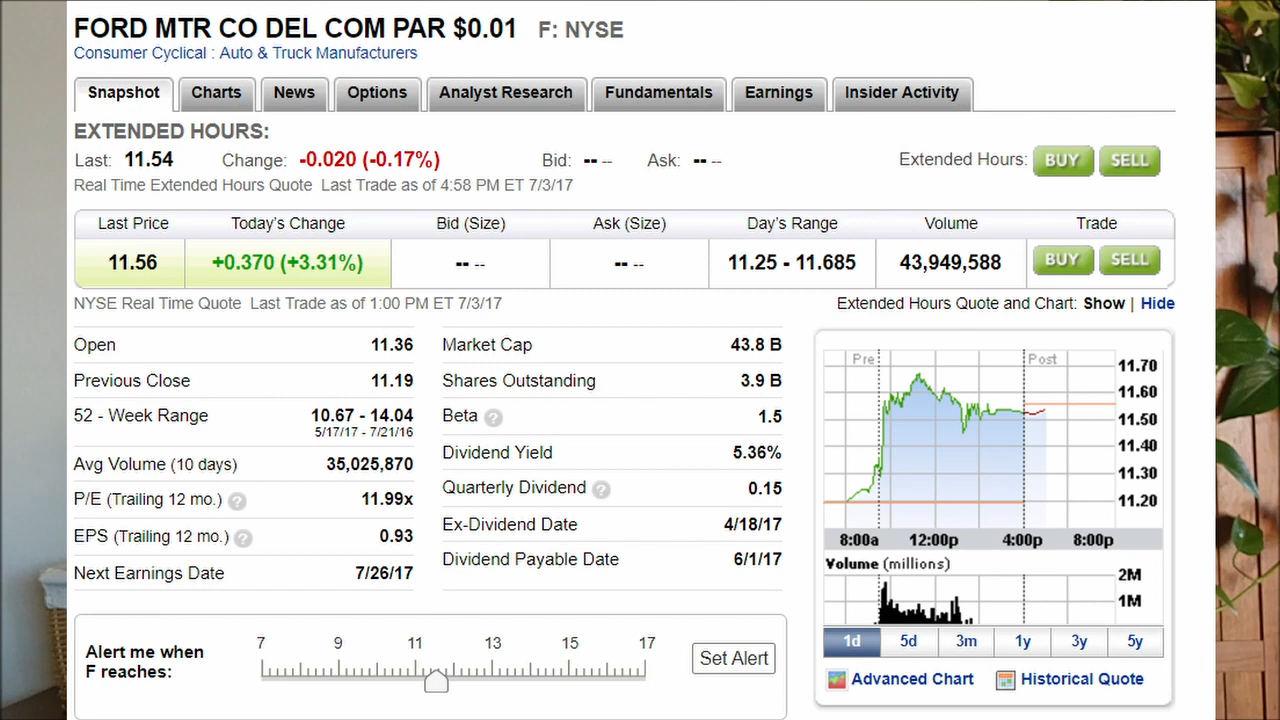 FORD MTR CO DEL COM PAR $0.01 F: NYSE
Consumer Cyclical : Auto & Truck Manufacturers
Snapshot Charts News Options Analyst Research Fundamentals Earnings Insider Activity
EXTENDED HOURS:
Last: 11.54 Change: -0.020 (-0.17%) Bid: -- -- Ask: -- -- Extended Hours: BUY SELL
Real Time Extended Hours Quote Last Trade as of 4:58 PM ET 7/3/17
Last Price Today's Change Bid (Size) Ask (Size) Day's Range Volume Trade
11.56 +0.370 (+3.31%) -- -- -- -- 11.25 - 11.685 43,949,588 BUY SELL
NYSE Real Time Quote Last Trade as of 1:00 PM ET 7/3/17 Extended Hours Quote and Chart: Show | Hide
Open 11.36
Previous Close 11.19
52 - Week Range 10.67 - 14.04
5/17/17 - 7/21/16
Avg Volume (10 days) 35,025,870
P/E (Trailing 12 mo.) ? 11.99x
EPS (Trailing 12 mo.) ? 0.93
Next Earnings Date 7/26/17
Market Cap 43.8 B
Shares Outstanding 3.9 B
Beta ? 1.5
Dividend Yield 5.36%
Quarterly Dividend ? 0.15
Ex-Dividend Date 4/18/17
Dividend Payable Date 6/1/17
Pre Post
11.70
11.60
11.50
11.40
11.30
11.20
8:00a 12:00p 4:00p 8:00p
Volume (millions)
2M
1M
1d 5d 3m 1y 3y 5y
Advanced Chart Historical Quote
Alert me when
F reaches:
7 9 11 13 15 17
Set Alert